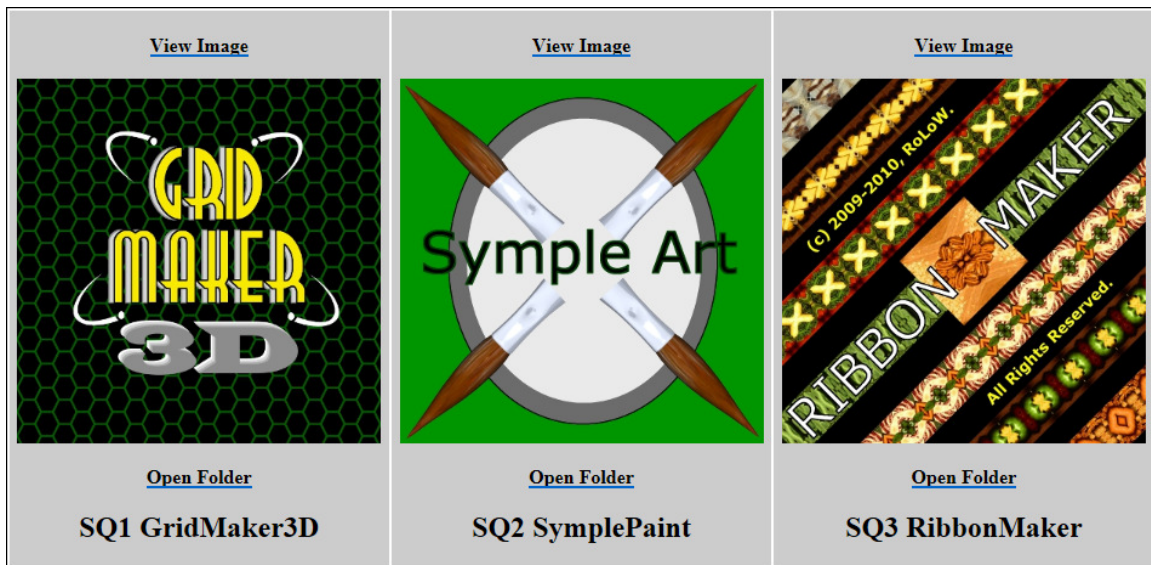 View Image
GRID
MAKER
3D
Open Folder
SQ1 GridMaker3D
View Image
Symple Art
Open Folder
SQ2 SymplePaint
View Image
(c) 2009-2010, RoLoW.
RIBBON MAKER
All Rights Reserved.
Open Folder
SQ3 RibbonMaker